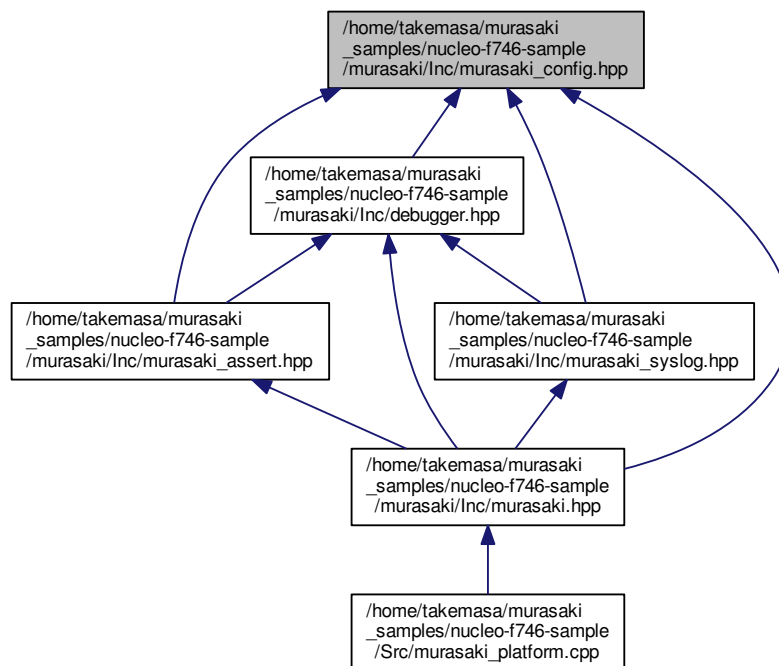 /home/takemasa/murasaki
_samples/nucleo-f746-sample
/murasaki/Inc/murasaki_config.hpp
/home/takemasa/murasaki
_samples/nucleo-f746-sample
/murasaki/Inc/debugger.hpp
/home/takemasa/murasaki
_samples/nucleo-f746-sample
/murasaki/Inc/murasaki_assert.hpp
/home/takemasa/murasaki
_samples/nucleo-f746-sample
/murasaki/Inc/murasaki_syslog.hpp
/home/takemasa/murasaki
_samples/nucleo-f746-sample
/murasaki/Inc/murasaki.hpp
/home/takemasa/murasaki
_samples/nucleo-f746-sample
/Src/murasaki_platform.cpp